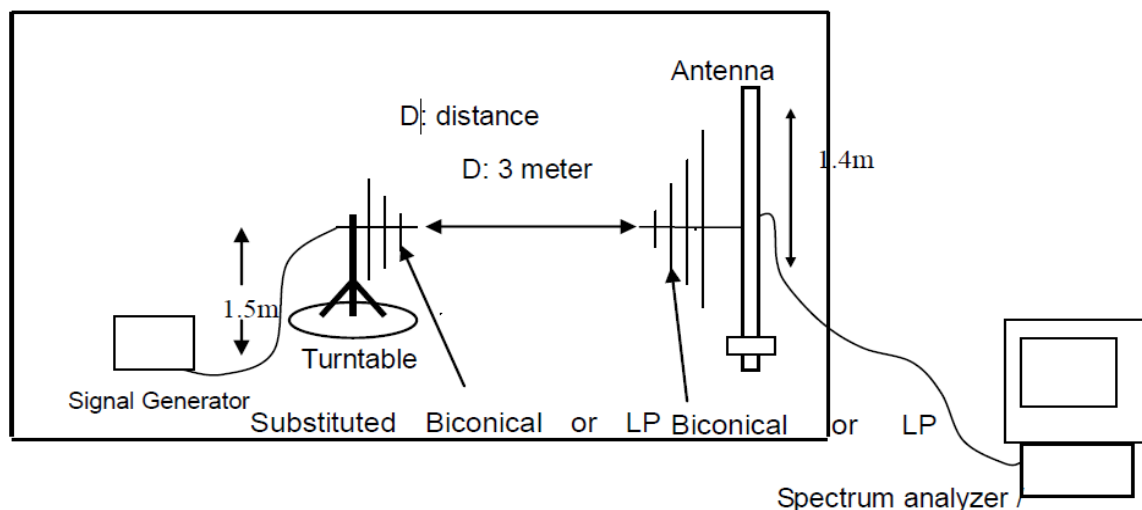 Antenna
D: distance
D: 3 meter
1.4m
1.5m
Turntable
Signal Generator
Substituted Biconical or LP Biconical or LP
Spectrum analyzer /